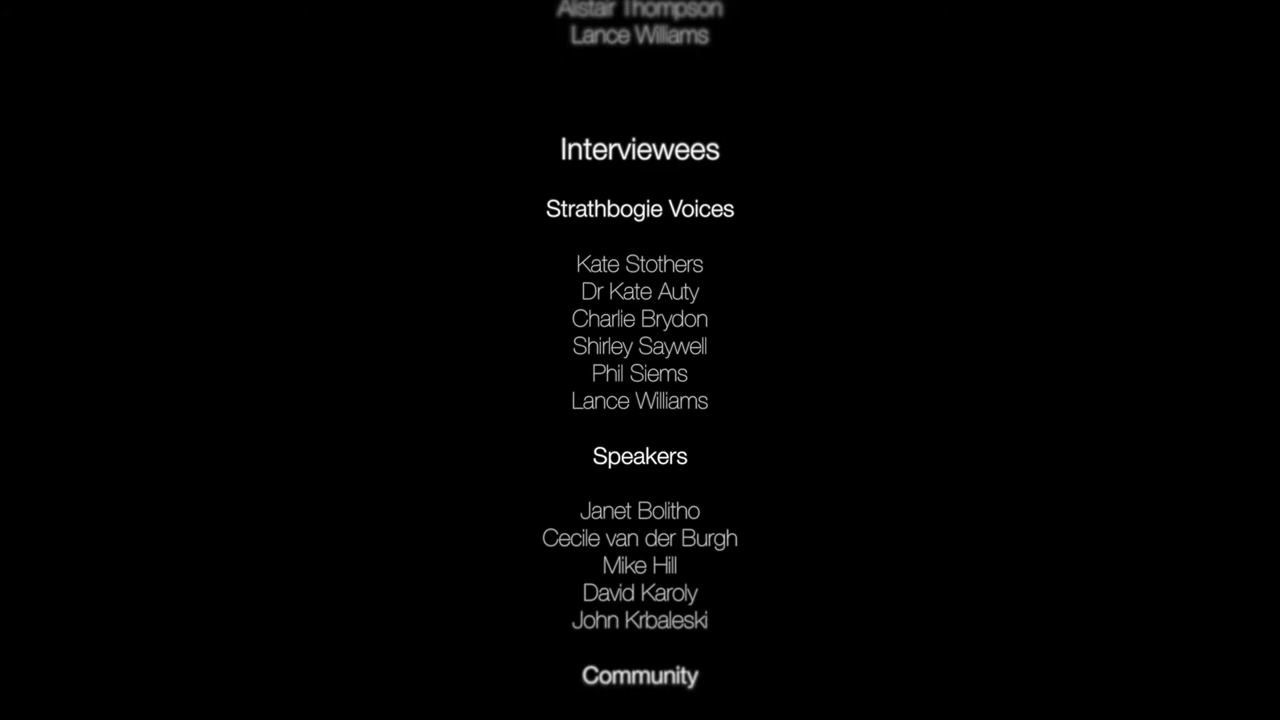 Alistair Thompson
Lance Willams
Interviewees
Strathbogie Voices
Kate Stothers
Dr Kate Auty
Charlie Brydon
Shirley Saywell
Phil Siems
Lance Williams
Speakers
Janet Bolitho
Cecile van der Burgh
Mike Hill
David Karoly
John Krbaleski
Community